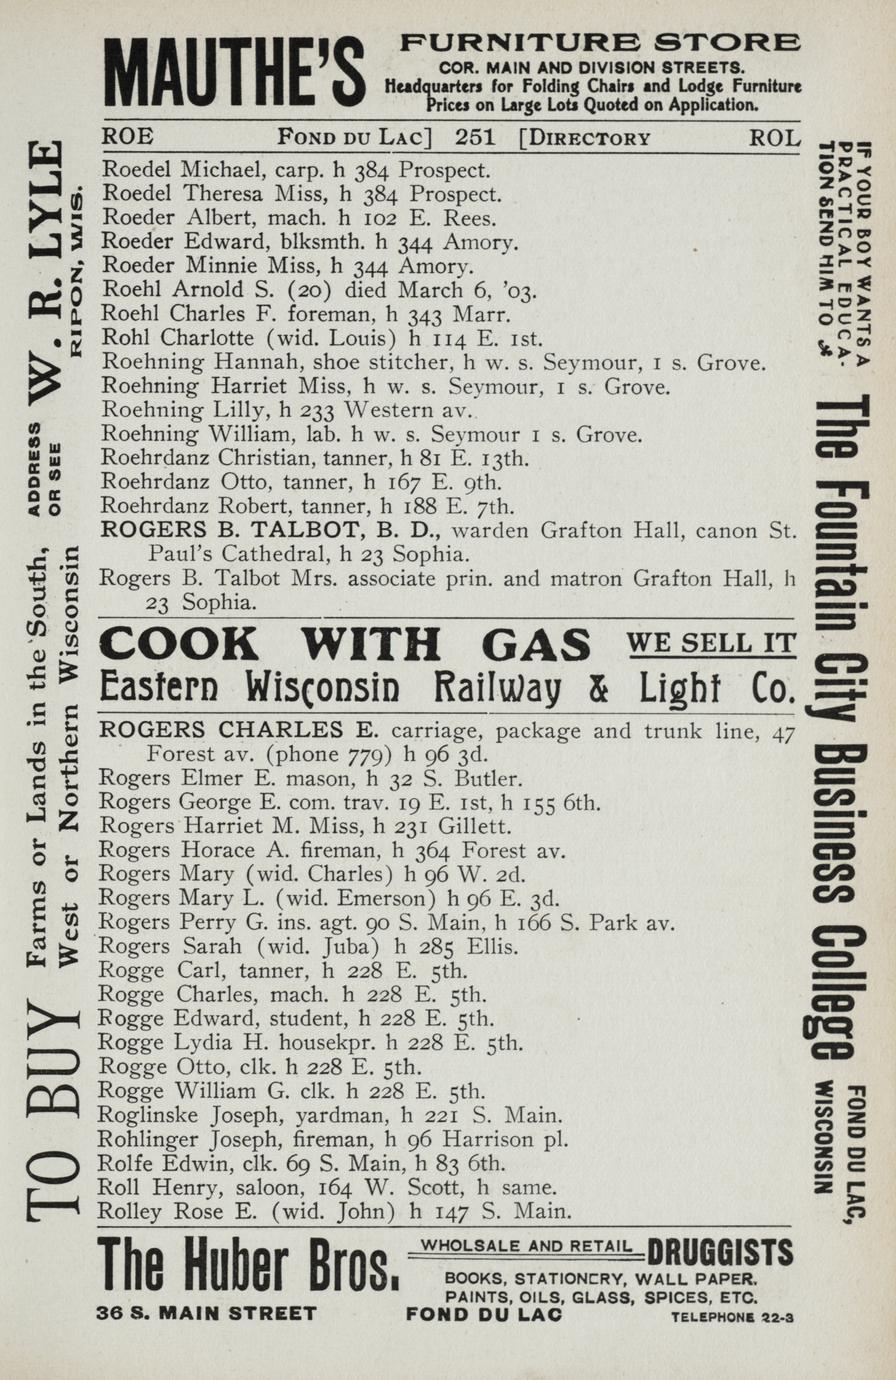 MAUTHE'S FURNITURE STORE
COR. MAIN AND DIVISION STREETS.
Headquarters for Folding Chairs and Lodge Furniture
Prices on Large Lots Quoted on Application.
ROE FOND DU LAC] 251 [DIRECTORY ROL
Roedel Michael, carp. h 384 Prospect.
Roedel Theresa Miss, h 384 Prospect.
Roeder Albert, mach. h 102 E. Rees.
Roeder Edward, blksmth. h 344 Amory.
Roeder Minnie Miss, h 344 Amory.
Roehl Arnold S. (20) died March 6, '03.
Roehl Charles F. foreman, h 343 Marr.
Rohl Charlotte (wid. Louis) h 114 E. 1st.
Roehning Hannah, shoe stitcher, h w. s. Seymour, 1 s. Grove.
Roehning Harriet Miss, h w. s. Seymour, 1 s. Grove.
Roehning Lilly, h 233 Western av.
Roehning William, lab. h w. s. Seymour 1 s. Grove.
Roehrdanz Christian, tanner, h 81 E. 13th.
Roehrdanz Otto, tanner, h 167 E. 9th.
Roehrdanz Robert, tanner, h 188 E. 7th.
ROGERS B. TALBOT, B. D., warden Grafton Hall, canon St.
Paul's Cathedral, h 23 Sophia.
Rogers B. Talbot Mrs. associate prin. and matron Grafton Hall, h
23 Sophia.
COOK WITH GAS WE SELL IT
Eastern Wisconsin Railway & Light Co.
ROGERS CHARLES E. carriage, package and trunk line, 47
Forest av. (phone 779) h 96 3d.
Rogers Elmer E. mason, h 32 S. Butler.
Rogers George E. com. trav. 19 E. 1st, h 155 6th.
Rogers Harriet M. Miss, h 231 Gillett.
Rogers Horace A. fireman, h 364 Forest av.
Rogers Mary (wid. Charles) h 96 W. 2d.
Rogers Mary L. (wid. Emerson) h 96 E. 3d.
Rogers Perry G. ins. agt. 90 S. Main, h 166 S. Park av.
Rogers Sarah (wid. Juba) h 285 Ellis.
Rogge Carl, tanner, h 228 E. 5th.
Rogge Charles, mach. h 228 E. 5th.
Rogge Edward, student, h 228 E. 5th.
Rogge Lydia H. housekpr. h 228 E. 5th.
Rogge Otto, clk. h 228 E. 5th.
Rogge William G. clk. h 228 E. 5th.
Roglinske Joseph, yardman, h 221 S. Main.
Rohlinger Joseph, fireman, h 96 Harrison pl.
Rolfe Edwin, clk. 69 S. Main, h 83 6th.
Roll Henry, saloon, 164 W. Scott, h same.
Rolley Rose E. (wid. John) h 147 S. Main.
The Huber Bros. WHOLSALE AND RETAIL DRUGGISTS
BOOKS, STATIONERY, WALL PAPER.
PAINTS, OILS, GLASS, SPICES, ETC.
36 S. MAIN STREET FOND DU LAC TELEPHONE 22-3
TO BUY Farms or Lands in the South,
West or Northern Wisconsin
ADDRESS
OR SEE
W. R. LYLE
RIPON, WIS.
IF YOUR BOY WANTS A
PRACTICAL EDUCA-
TION SEND HIM TO
The Fountain City Business College
FOND DU LAC,
WISCONSIN